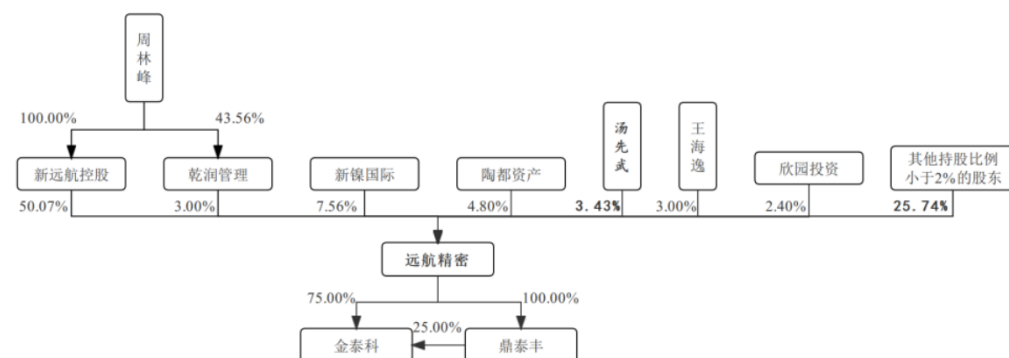 周林峰
100.00%
43.56%
汤先武
王海逸
新远航控股
乾润管理
新镍国际
陶都资产
欣园投资
其他持股比例
小于2%的股东
50.07%
3.00%
7.56%
4.80%
3.43%
3.00%
2.40%
25.74%
远航精密
75.00%
100.00%
25.00%
金泰科
鼎泰丰